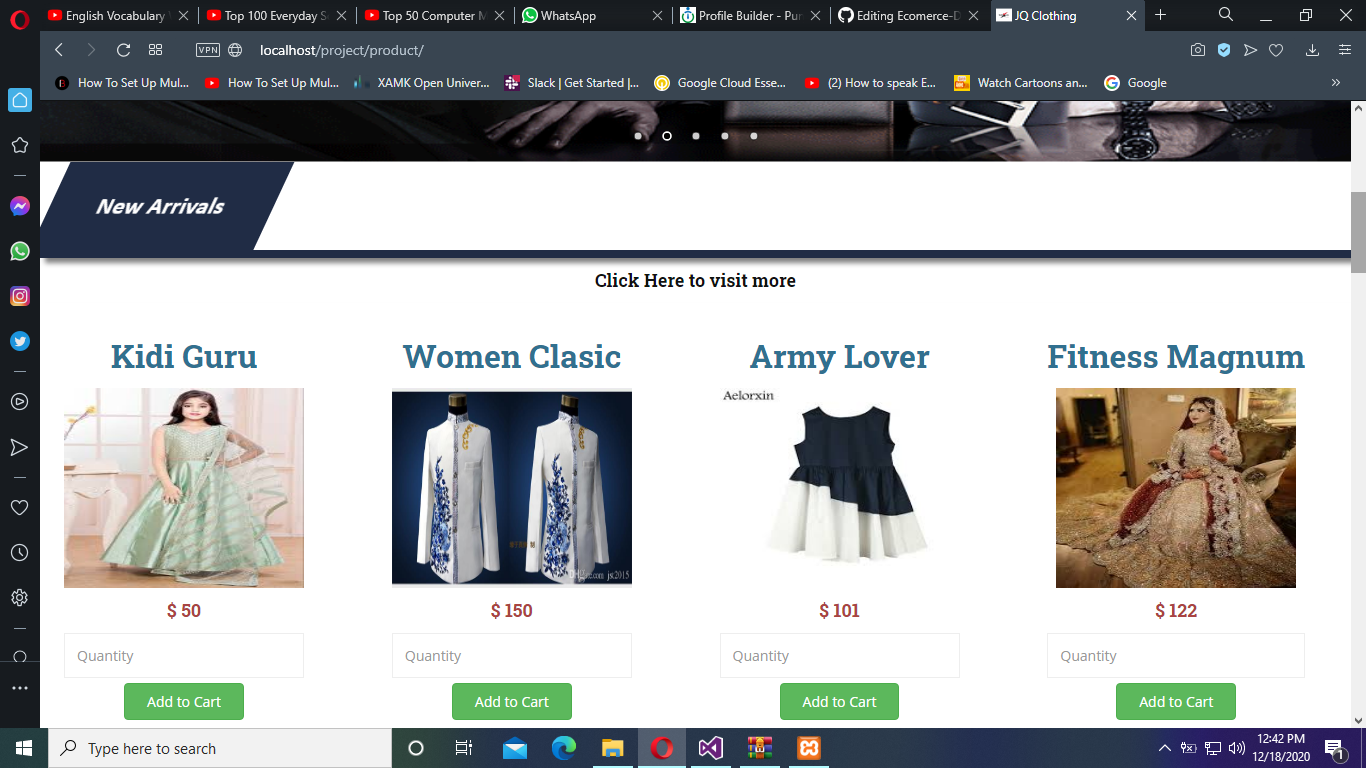 English Vocabulary
Top 100 Everyday S
Top 50 Computer M
WhatsApp
Profile Builder - Pur
Editing Ecomerce-D
JQ Clothing
VPN
localhost/project/product/
How To Set Up Mul...
How To Set Up Mul...
XAMK Open Univer...
Slack | Get Started |...
Google Cloud Esse...
(2) How to speak E...
Watch Cartoons an...
Google
New Arrivals
Click Here to visit more
Kidi Guru
Women Clasic
Army Lover
Fitness Magnum
Aelorxin
jst2015
$ 50
$ 150
$ 101
$ 122
Quantity
Quantity
Quantity
Quantity
Add to Cart
Add to Cart
Add to Cart
Add to Cart
Type here to search
12:42 PM
12/18/2020
1